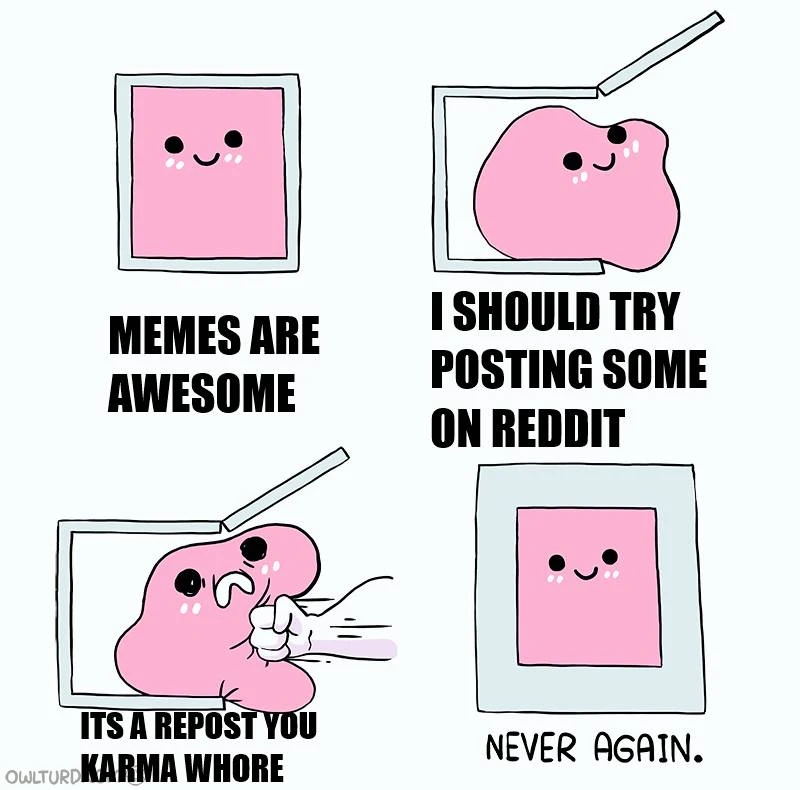 MEMES ARE
AWESOME
I SHOULD TRY
POSTING SOME
ON REDDIT
ITS A REPOST YOU
KARMA WHORE
NEVER AGAIN.